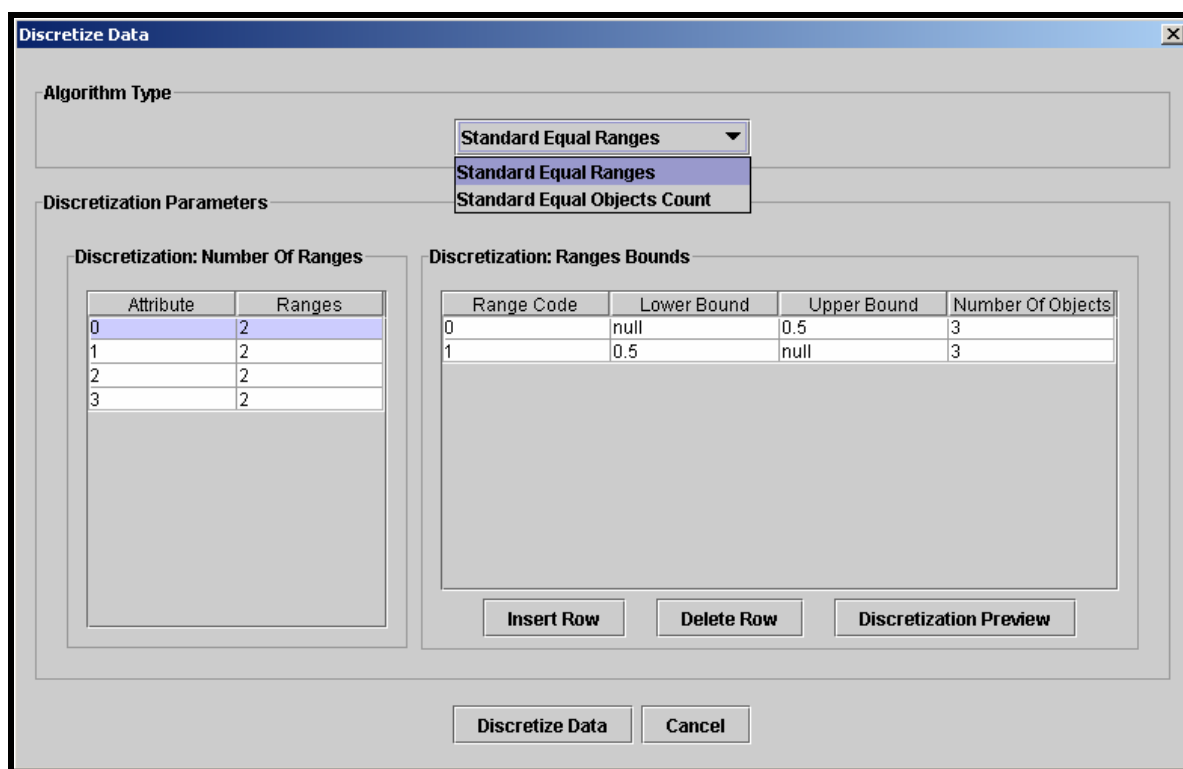 Discretize Data
Algorithm Type
Standard Equal Ranges
Standard Equal Ranges
Standard Equal Objects Count
Discretization Parameters
Discretization: Number Of Ranges
Attribute Ranges
0 2
1 2
2 2
3 2
Discretization: Ranges Bounds
Range Code Lower Bound Upper Bound Number Of Objects
0 null 0.5 3
1 0.5 null 3
Insert Row Delete Row Discretization Preview
Discretize Data Cancel